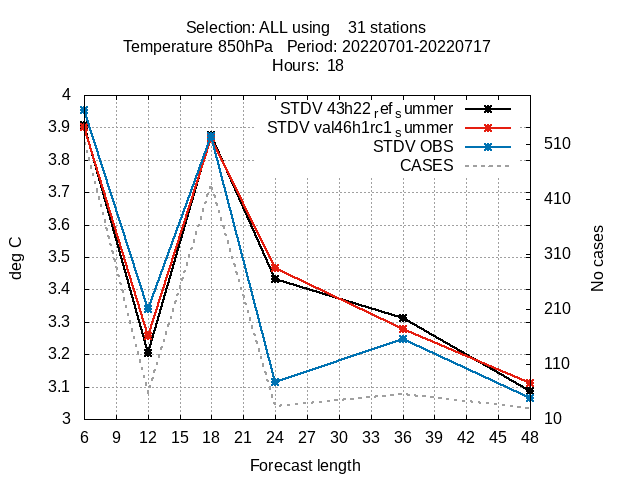 Selection: ALL using    31 stations
Temperature 850hPa   Period: 20220701-20220717
Hours:  18
STDV 43h22_ref_summer
STDV val46h1rc1_summer
STDV OBS
CASES
4
3.9
3.8
3.7
3.6
3.5
3.4
3.3
3.2
3.1
3
deg C
510
410
310
210
110
10
No cases
6 9 12 15 18 21 24 27 30 33 36 39 42 45 48
Forecast length